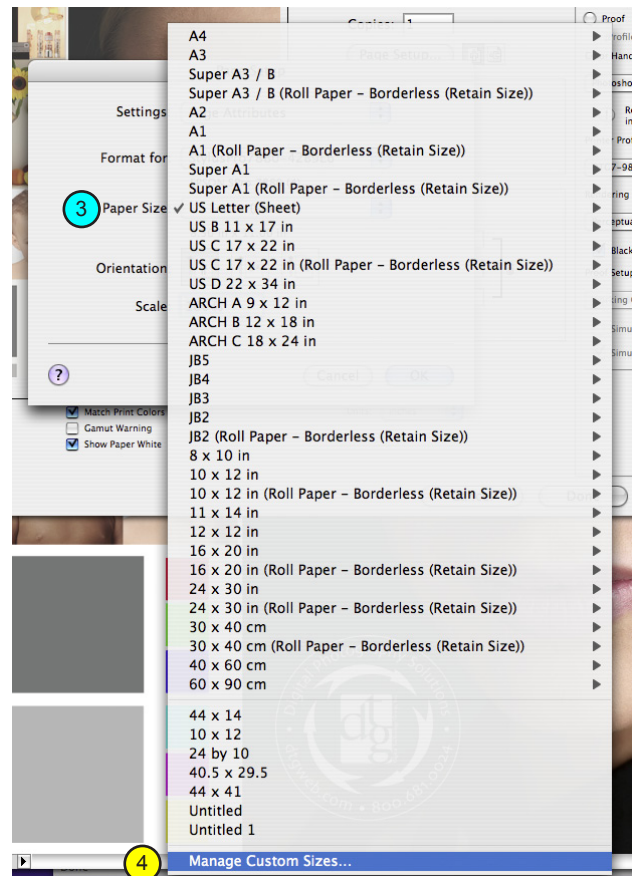 Copies: 1
Proof
A4
A3
Super A3 / B
Super A3 / B (Roll Paper – Borderless (Retain Size))
Settings
A2
A1
Format for
A1 (Roll Paper – Borderless (Retain Size))
Super A1
Super A1 (Roll Paper – Borderless (Retain Size))
3 Paper Size ✓ US Letter (Sheet)
US B 11 x 17 in
US C 17 x 22 in
Orientation
US C 17 x 22 in (Roll Paper – Borderless (Retain Size))
US D 22 x 34 in
Scale
ARCH A 9 x 12 in
ARCH B 12 x 18 in
ARCH C 18 x 24 in
?
JB5
JB4
JB3
Match Print Colors
JB2
Gamut Warning
JB2 (Roll Paper – Borderless (Retain Size))
Show Paper White
8 x 10 in
10 x 12 in
10 x 12 in (Roll Paper – Borderless (Retain Size))
11 x 14 in
12 x 12 in
16 x 20 in
16 x 20 in (Roll Paper – Borderless (Retain Size))
24 x 30 in
24 x 30 in (Roll Paper – Borderless (Retain Size))
30 x 40 cm
30 x 40 cm (Roll Paper – Borderless (Retain Size))
40 x 60 cm
60 x 90 cm
44 x 14
10 x 12
24 by 10
40.5 x 29.5
44 x 41
Untitled
Untitled 1
4 Manage Custom Sizes...